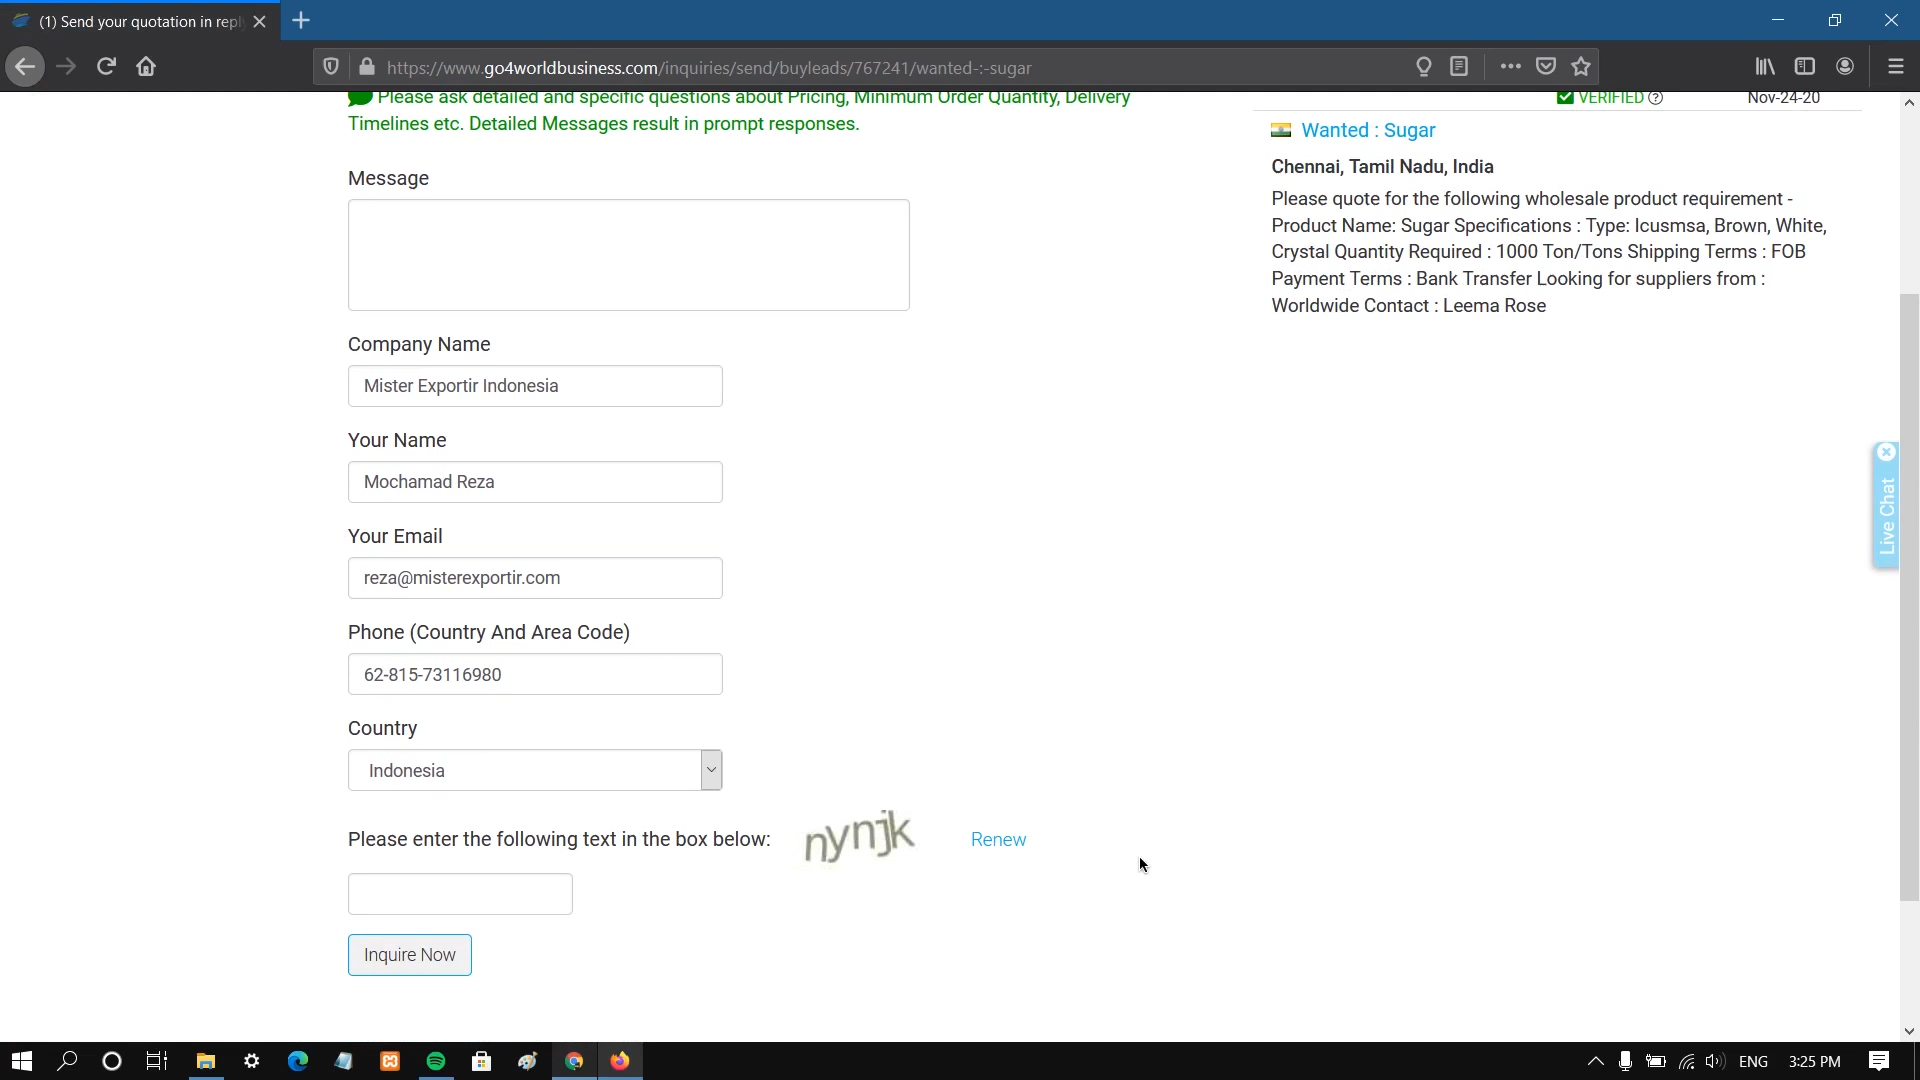 (1) Send your quotation in reply
https://www.go4worldbusiness.com/inquiries/send/buyleads/767241/wanted-:-sugar
Please ask detailed and specific questions about Pricing, Minimum Order Quantity, Delivery
Timelines etc. Detailed Messages result in prompt responses.
Message
Company Name
Mister Exportir Indonesia
Your Name
Mochamad Reza
Your Email
reza@misterexportir.com
Phone (Country And Area Code)
62-815-73116980
Country
Indonesia
Please enter the following text in the box below:
nynjk
Renew
Inquire Now
VERIFIED
Nov-24-20
Wanted : Sugar
Chennai, Tamil Nadu, India
Please quote for the following wholesale product requirement -
Product Name: Sugar Specifications : Type: Icusmsa, Brown, White,
Crystal Quantity Required : 1000 Ton/Tons Shipping Terms : FOB
Payment Terms : Bank Transfer Looking for suppliers from :
Worldwide Contact : Leema Rose
Live Chat
ENG
3:25 PM